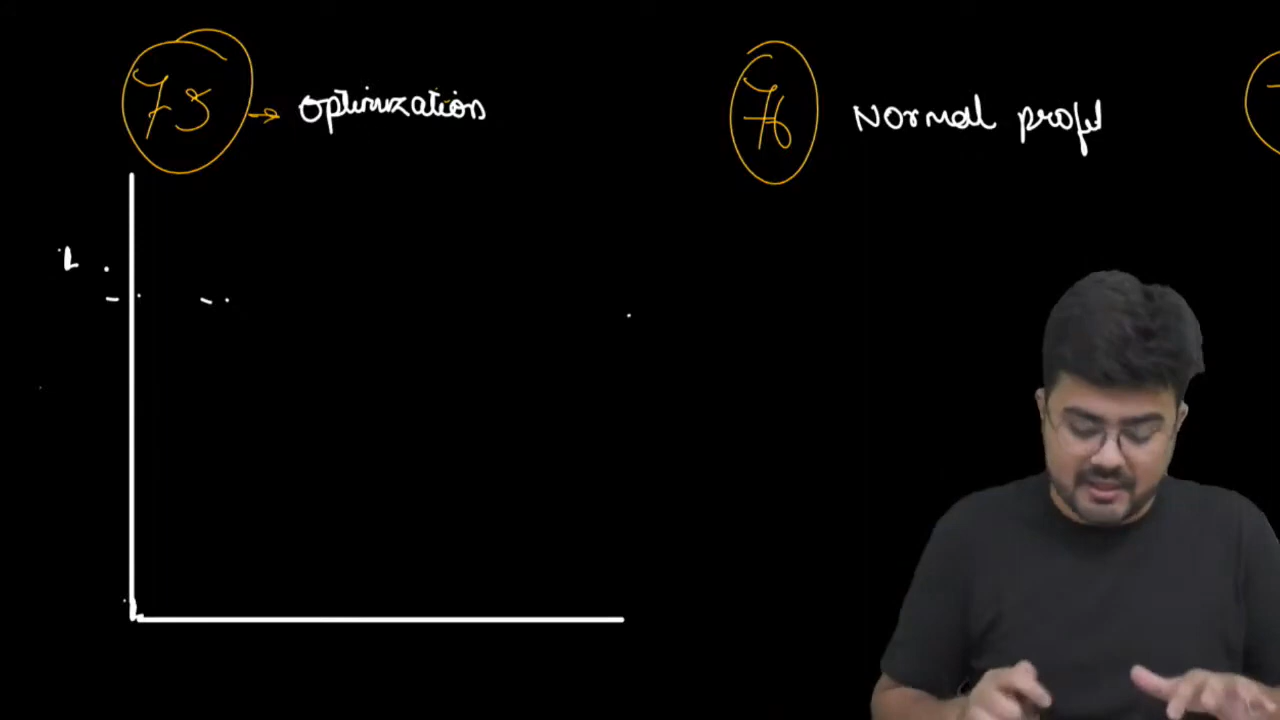 75 → optimization
76 Normal profit